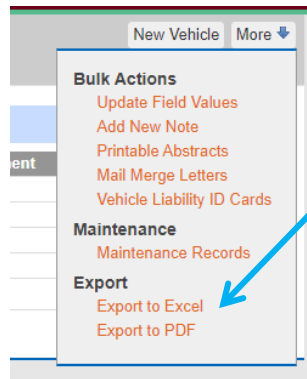 New Vehicle More
Bulk Actions
Update Field Values
Add New Note
Printable Abstracts
ent
Mail Merge Letters
Vehicle Liability ID Cards
Maintenance
Maintenance Records
Export
Export to Excel
Export to PDF